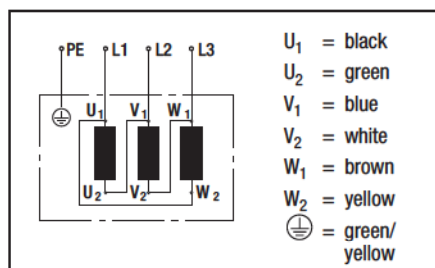 PE L1 L2 L3
U1 V1 W1
U2 V2 W2
U1 = black
U2 = green
V1 = blue
V2 = white
W1 = brown
W2 = yellow
= green/
yellow